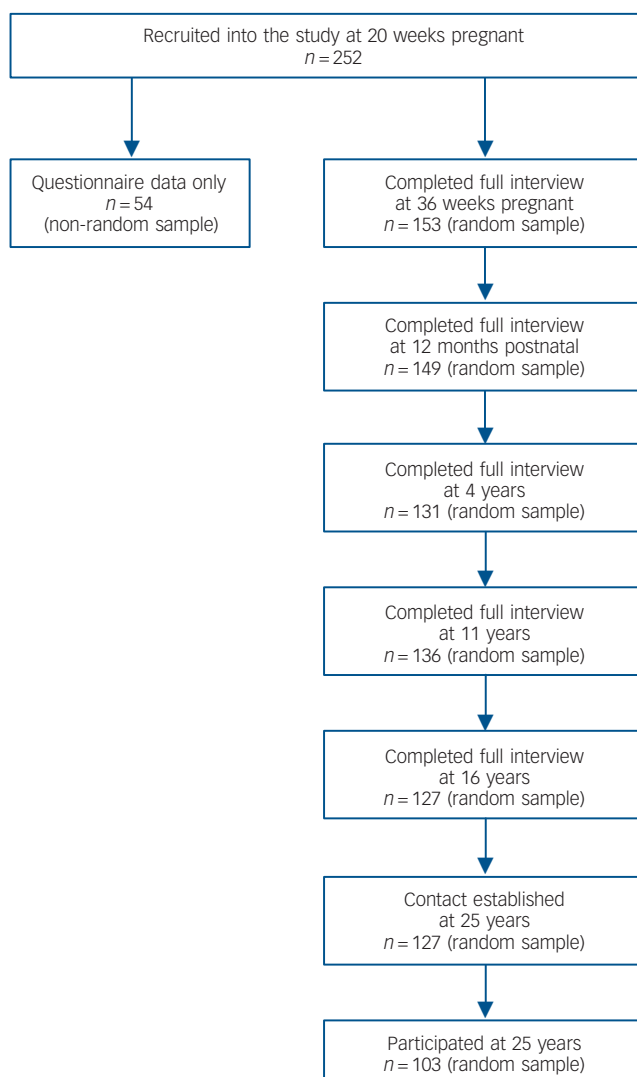 Recruited into the study at 20 weeks pregnant
n = 252
Questionnaire data only
n = 54
(non-random sample)
Completed full interview
at 36 weeks pregnant
n = 153 (random sample)
Completed full interview
at 12 months postnatal
n = 149 (random sample)
Completed full interview
at 4 years
n = 131 (random sample)
Completed full interview
at 11 years
n = 136 (random sample)
Completed full interview
at 16 years
n = 127 (random sample)
Contact established
at 25 years
n = 127 (random sample)
Participated at 25 years
n = 103 (random sample)